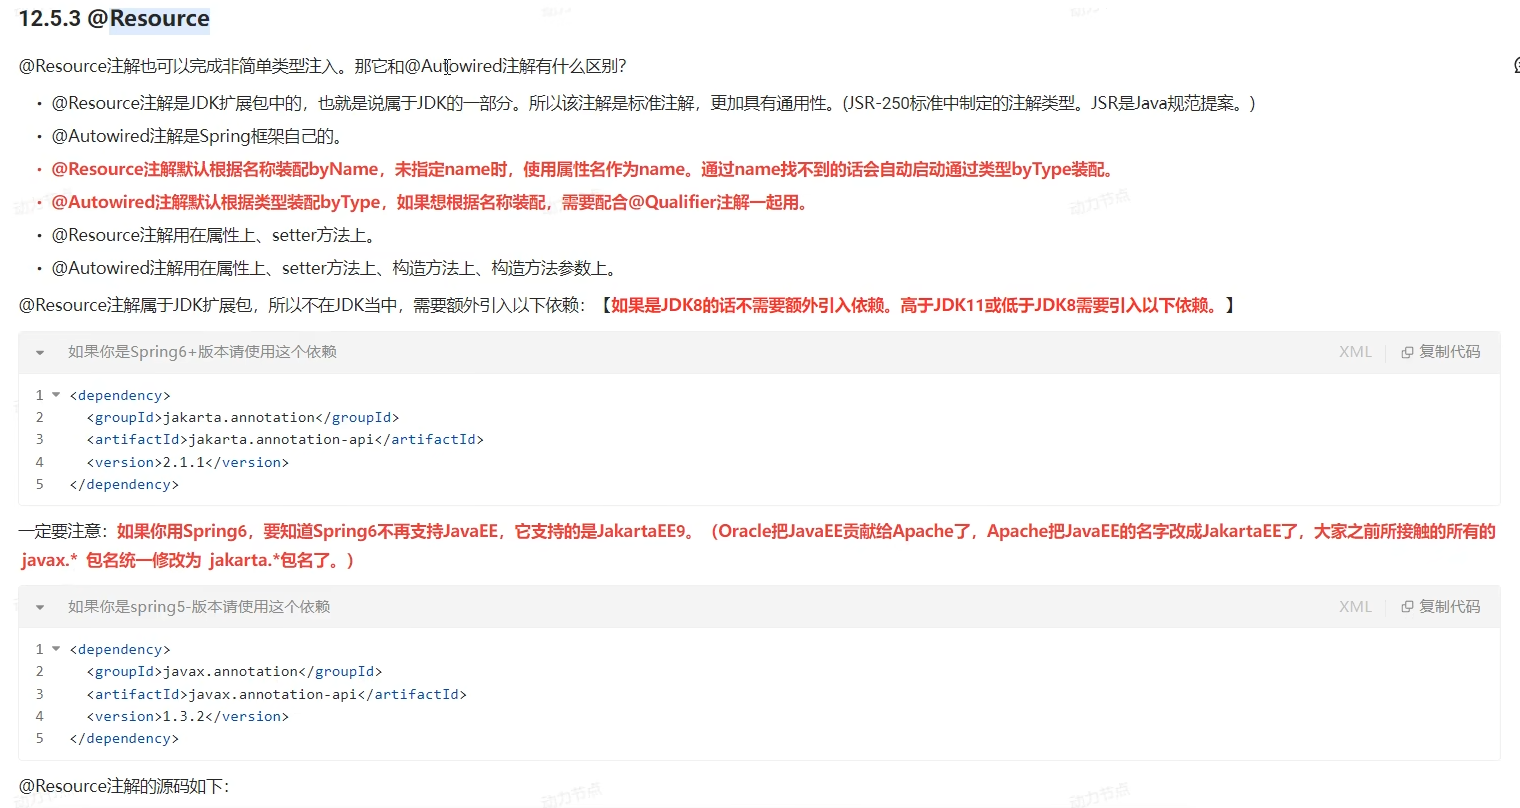 12.5.3 @Resource
@Resource注解也可以完成非简单类型注入。那它和@Autowired注解有什么区别?
• @Resource注解是JDK扩展包中的，也就是说属于JDK的一部分。所以该注解是标准注解，更加具有通用性。(JSR-250标准中制定的注解类型。JSR是Java规范提案。)
• @Autowired注解是Spring框架自己的。
• @Resource注解默认根据名称装配byName，未指定name时，使用属性名作为name。通过name找不到的话会自动启动通过类型byType装配。
• @Autowired注解默认根据类型装配byType，如果想根据名称装配，需要配合@Qualifier注解一起用。
• @Resource注解用在属性上、setter方法上。
• @Autowired注解用在属性上、setter方法上、构造方法上、构造方法参数上。
@Resource注解属于JDK扩展包，所以不在JDK当中，需要额外引入以下依赖：【如果是JDK8的话不需要额外引入依赖。高于JDK11或低于JDK8需要引入以下依赖。】
如果你是Spring6+版本请使用这个依赖 XML 复制代码
1 <dependency>
2 <groupId>jakarta.annotation</groupId>
3 <artifactId>jakarta.annotation-api</artifactId>
4 <version>2.1.1</version>
5 </dependency>
一定要注意：如果你用Spring6，要知道Spring6不再支持JavaEE，它支持的是JakartaEE9。（Oracle把JavaEE贡献给Apache了，Apache把JavaEE的名字改成JakartaEE了，大家之前所接触的所有的
javax.* 包名统一修改为 jakarta.*包名了。）
如果你是spring5-版本请使用这个依赖 XML 复制代码
1 <dependency>
2 <groupId>javax.annotation</groupId>
3 <artifactId>javax.annotation-api</artifactId>
4 <version>1.3.2</version>
5 </dependency>
@Resource注解的源码如下：
动力节点
动力节点
动力节点